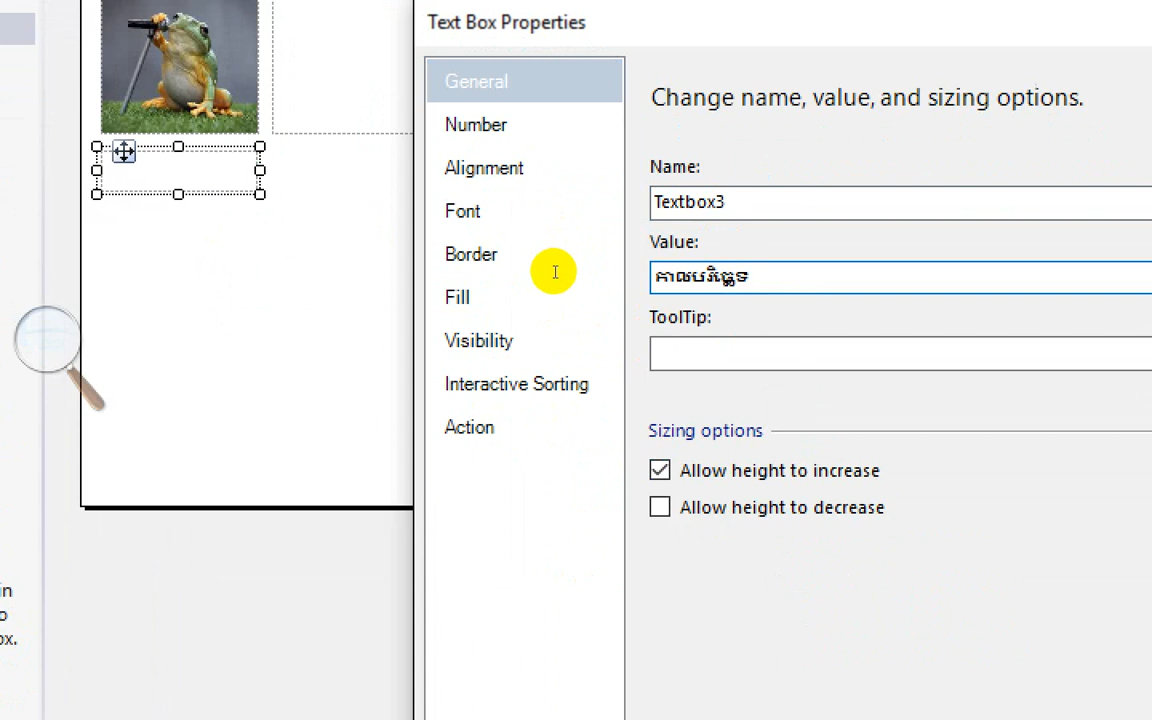 Text Box Properties
General
Number
Alignment
Font
Border
Fill
Visibility
Interactive Sorting
Action
Change name, value, and sizing options.
Name:
Textbox3
Value:
កាលបរិច្ឆេទ
ToolTip:
Sizing options
Allow height to increase
Allow height to decrease
in
o
ox.